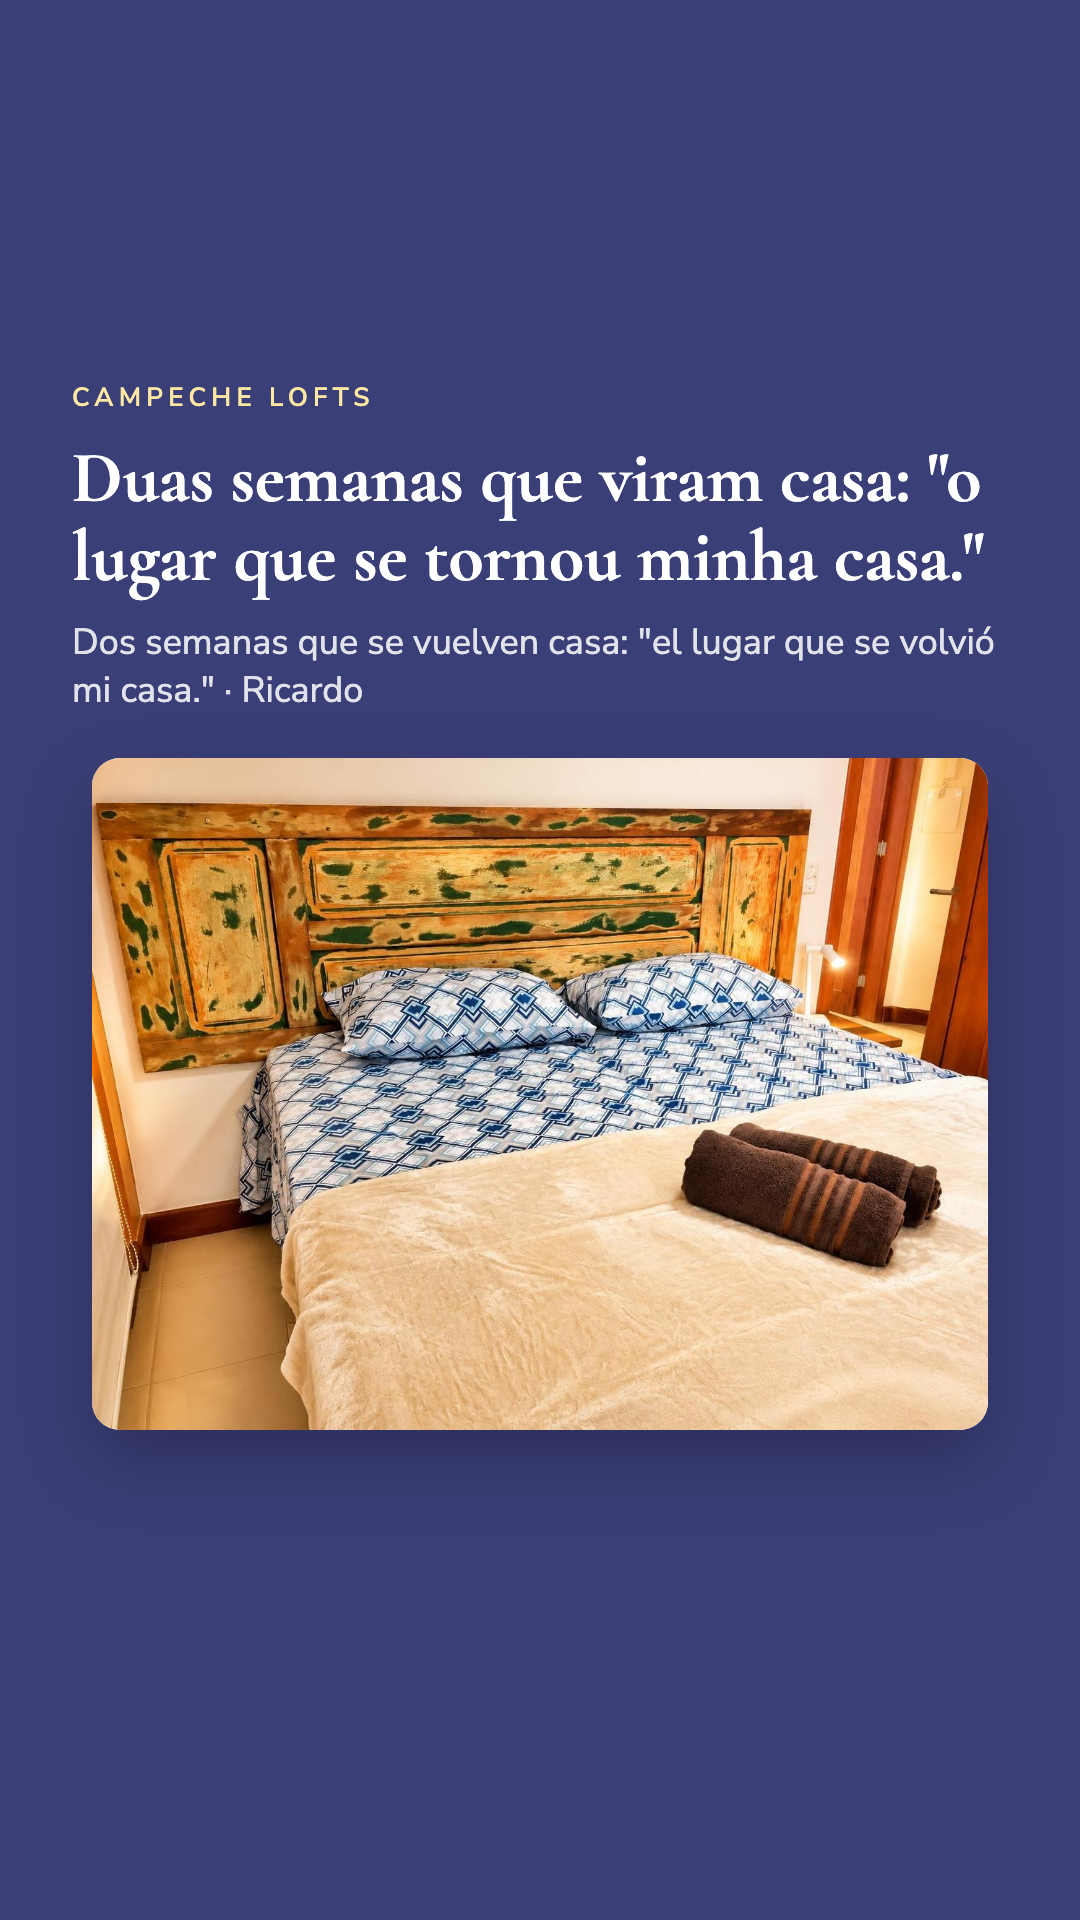 CAMPECHE LOFTS
Duas semanas que viram casa: "o
lugar que se tornou minha casa."
Dos semanas que se vuelven casa: "el lugar que se volvió
mi casa." · Ricardo